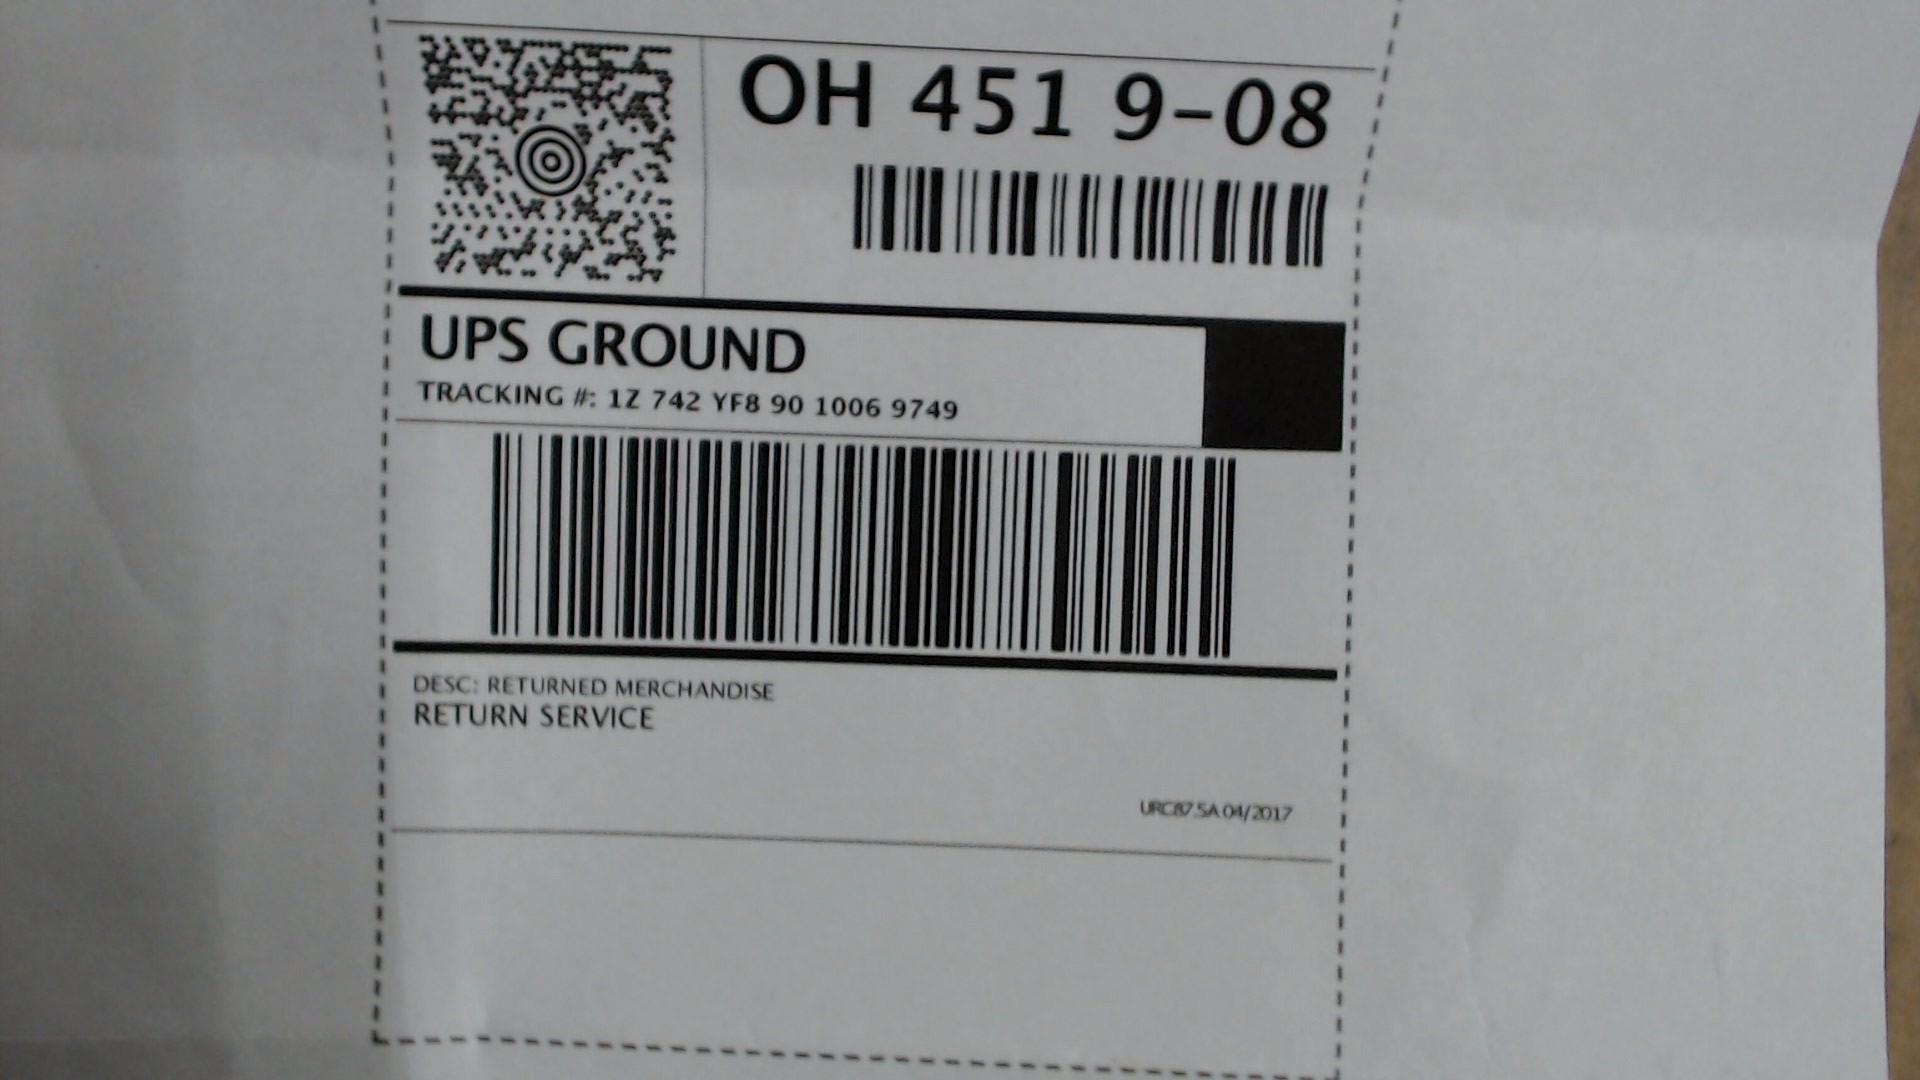 OH 451 9-08
UPS GROUND
TRACKING #: 1Z 742 YF8 90 1006 9749
DESC: RETURNED MERCHANDISE
RETURN SERVICE
URC87.5A 04/2017